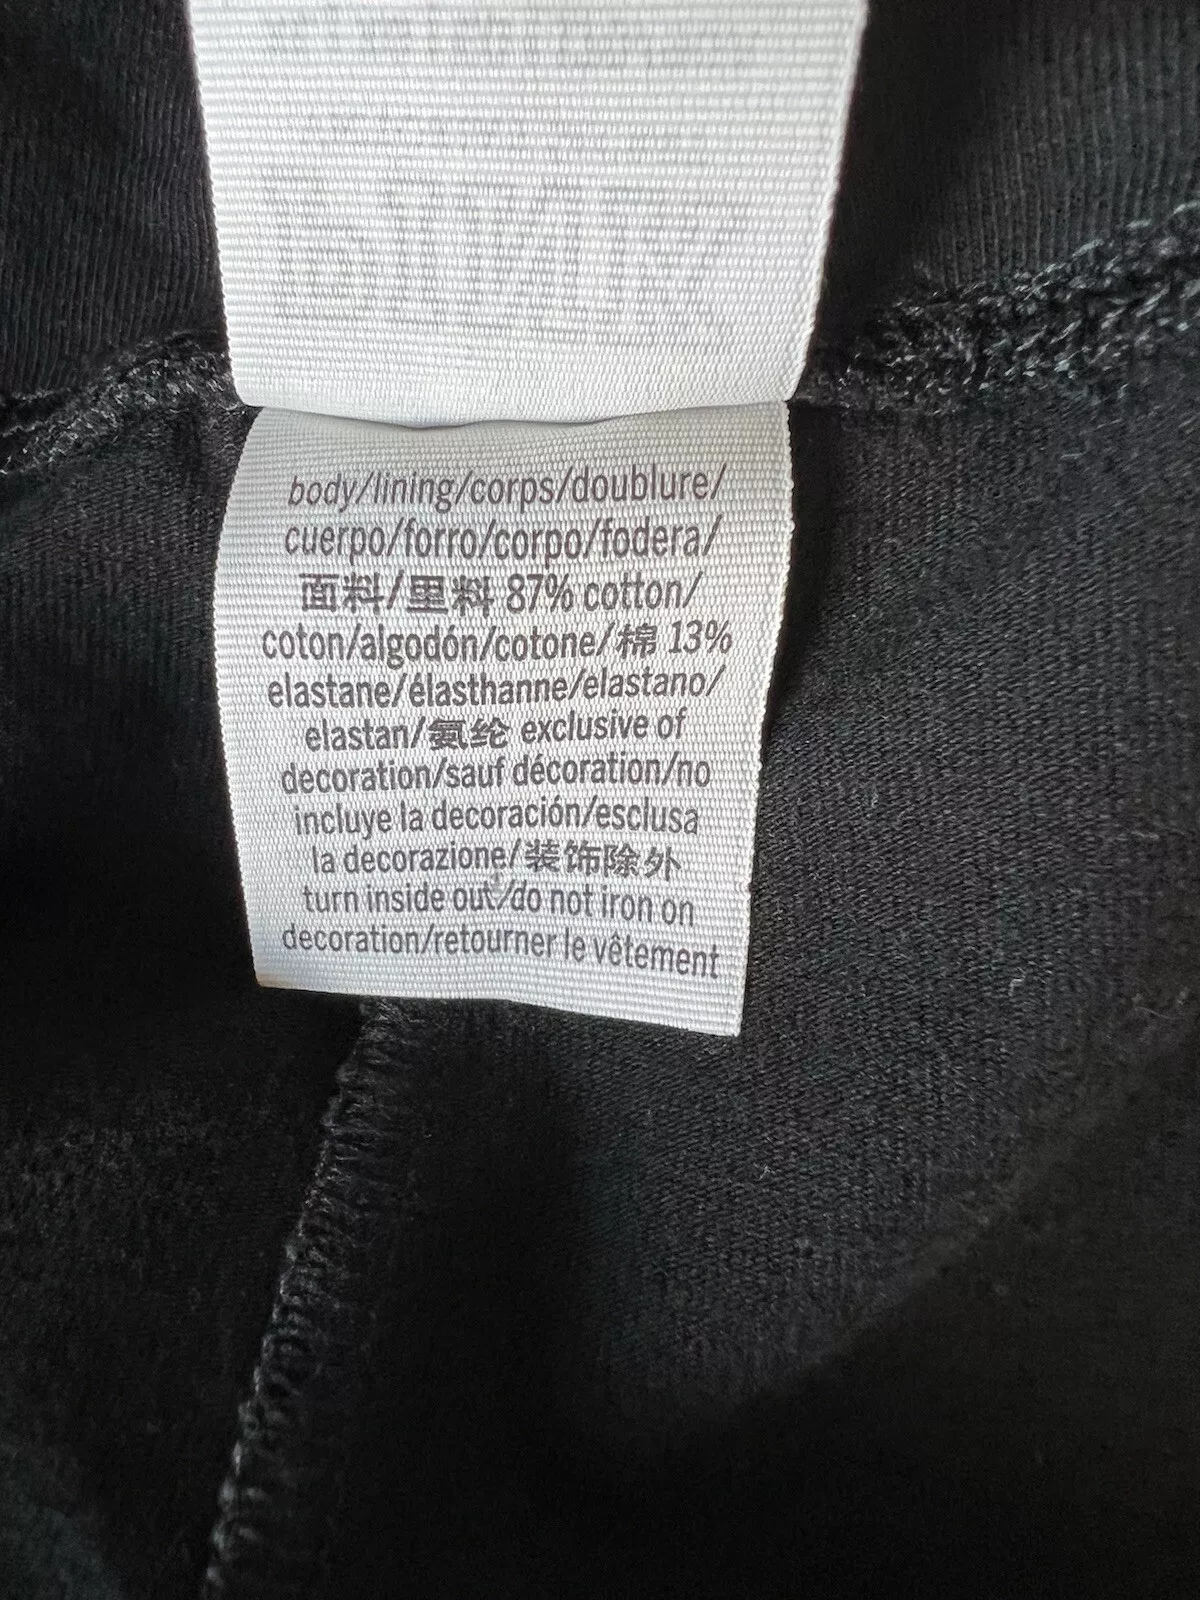 body/lining/corps/doublure/
cuerpo/forro/corpo/fodera/
面料/里料 87% cotton/
coton/algodón/cotone/棉 13%
elastane/élasthanne/elastano/
elastan/氨纶 exclusive of
decoration/sauf décoration/no
incluye la decoración/esclusa
la decorazione/装饰除外
turn inside out/do not iron on
decoration/retourner le vêtement